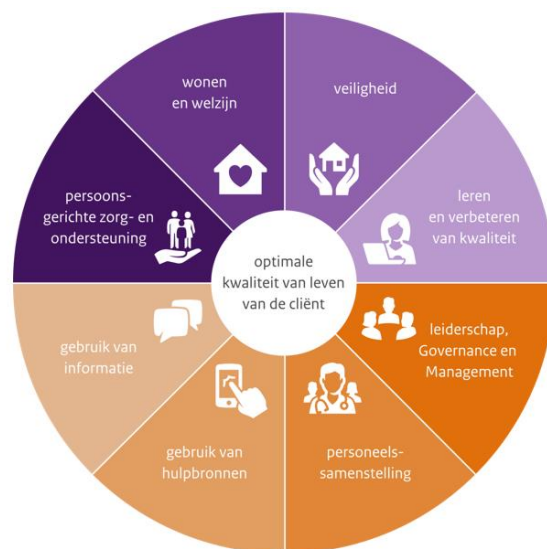 wonen
en welzijn
veiligheid
persoons-
gerichte zorg- en
ondersteuning
leren
en verbeteren
van kwaliteit
optimale
kwaliteit van leven
van de cliënt
gebruik van
informatie
leiderschap,
Governance en
Management
gebruik van
hulpbronnen
personeels-
samenstelling